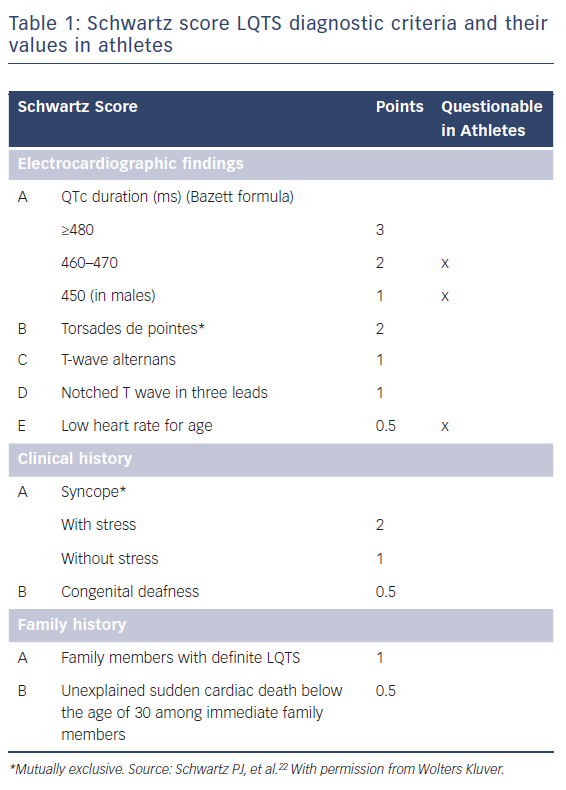 Table 1: Schwartz score LQTS diagnostic criteria and their
values in athletes
Schwartz Score Points Questionable
in Athletes
Electrocardiographic findings
A QTc duration (ms) (Bazett formula)
≥480 3
460–470 2 x
450 (in males) 1 x
B Torsades de pointes* 2
C T-wave alternans 1
D Notched T wave in three leads 1
E Low heart rate for age 0.5 x
Clinical history
A Syncope*
With stress 2
Without stress 1
B Congenital deafness 0.5
Family history
A Family members with definite LQTS 1
B Unexplained sudden cardiac death below 0.5
the age of 30 among immediate family
members
*Mutually exclusive. Source: Schwartz PJ, et al.²² With permission from Wolters Kluver.